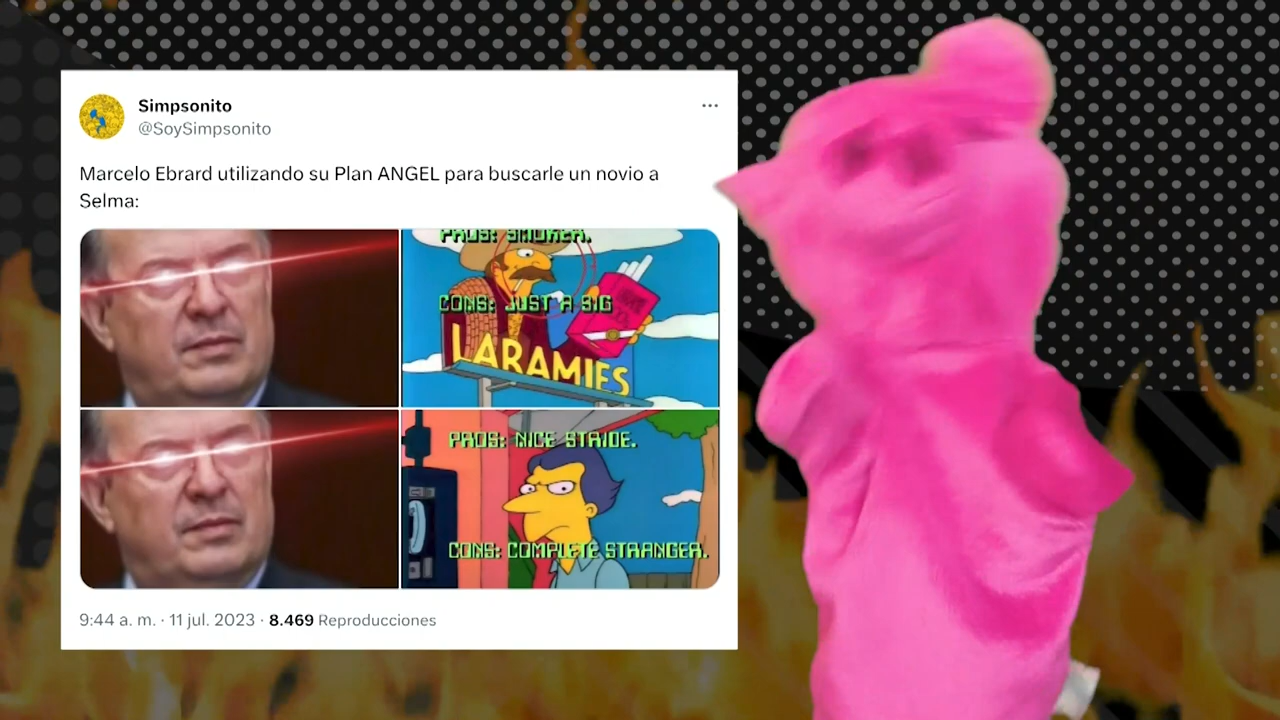 Simpsonito
@SoySimpsonito
Marcelo Ebrard utilizando su Plan ANGEL para buscarle un novio a
Selma:
PROS: SMOKER.
CONS: JUST A SIG
LARAMIES
PROS: NICE STRIDE.
CONS: COMPLETE STRANGER.
9:44 a. m. · 11 jul. 2023 · 8.469 Reproducciones